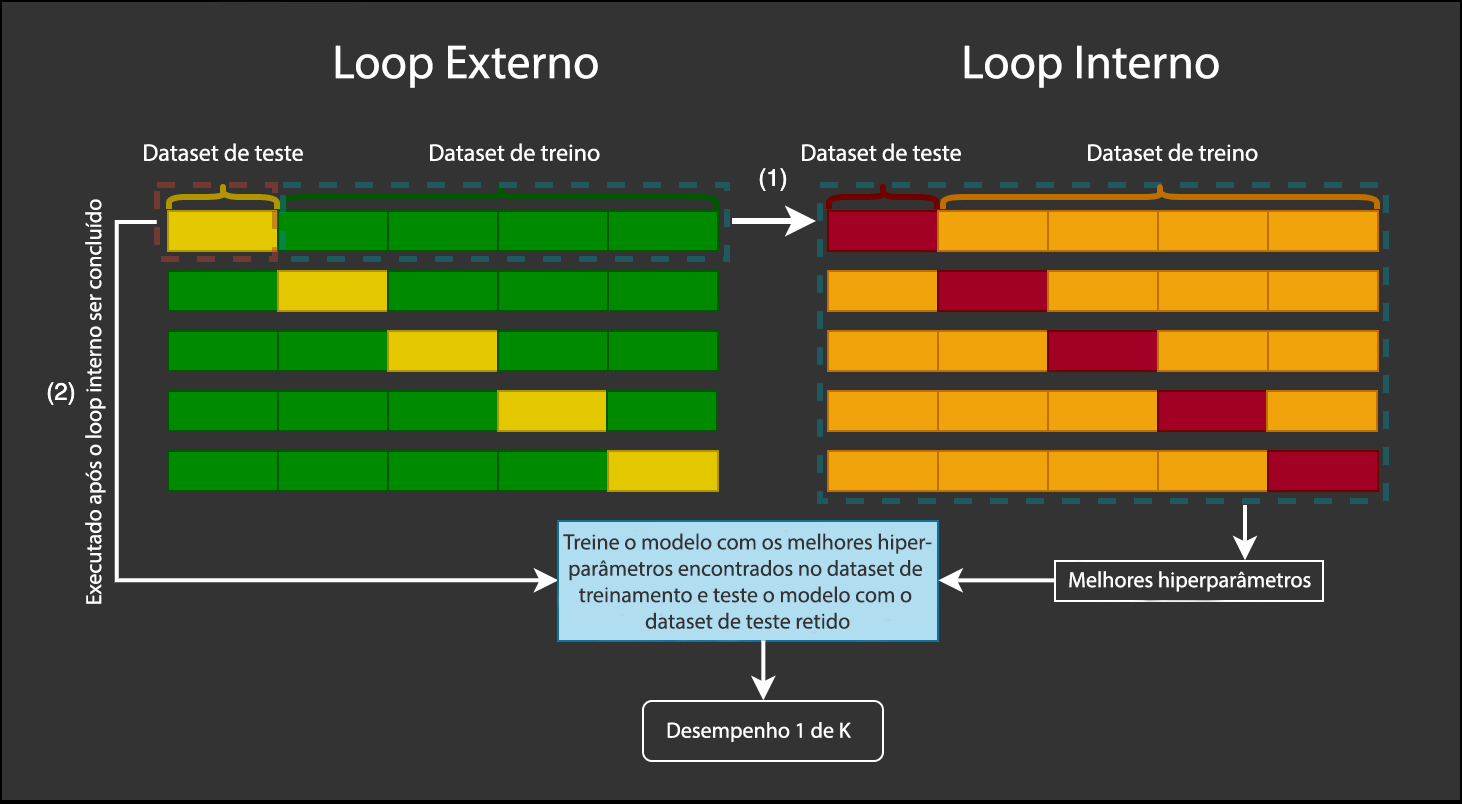 Loop Externo
Loop Interno
Dataset de teste
Dataset de treino
(1)
Dataset de teste
Dataset de treino
(2)
Executado após o loop interno ser concluído
Treine o modelo com os melhores hiper-
parâmetros encontrados no dataset de
treinamento e teste o modelo com o
dataset de teste retido
Melhores hiperparâmetros
Desempenho 1 de K